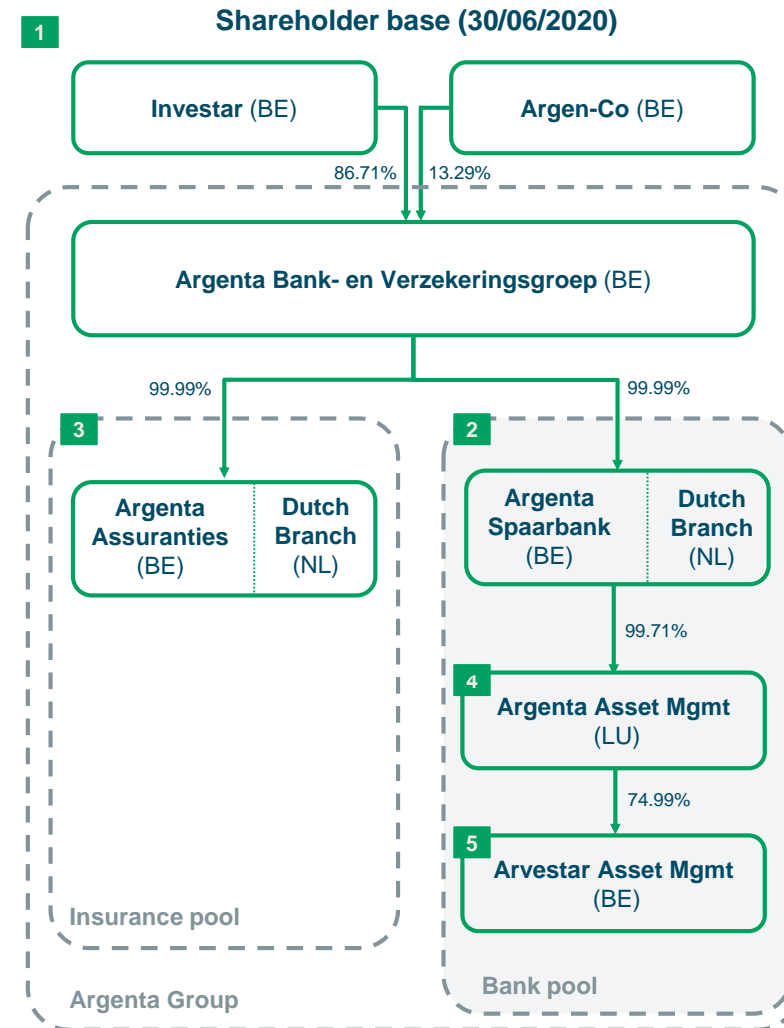 1
Shareholder base (30/06/2020)
Investar (BE)
Argen-Co (BE)
86.71%
13.29%
Argenta Bank- en Verzekeringsgroep (BE)
99.99%
99.99%
3
2
Argenta
Assuranties
(BE)
Dutch
Branch
(NL)
Argenta
Spaarbank
(BE)
Dutch
Branch
(NL)
99.71%
4
Argenta Asset Mgmt
(LU)
74.99%
5
Arvestar Asset Mgmt
(BE)
Insurance pool
Bank pool
Argenta Group